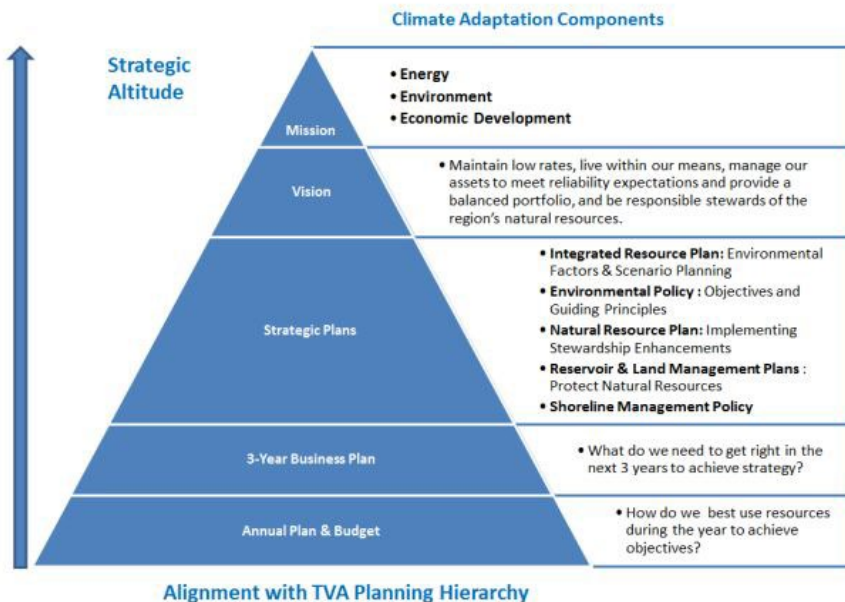 Climate Adaptation Components
Strategic
Altitude
• Energy
• Environment
• Economic Development
Mission
• Maintain low rates, live within our means, manage our
assets to meet reliability expectations and provide a
balanced portfolio, and be responsible stewards of the
region's natural resources.
Vision
• Integrated Resource Plan: Environmental
Factors & Scenario Planning
• Environmental Policy : Objectives and
Guiding Principles
• Natural Resource Plan: Implementing
Stewardship Enhancements
• Reservoir & Land Management Plans :
Protect Natural Resources
• Shoreline Management Policy
Strategic Plans
• What do we need to get right in the
next 3 years to achieve strategy?
3-Year Business Plan
• How do we best use resources
during the year to achieve
objectives?
Annual Plan & Budget
Alignment with TVA Planning Hierarchy